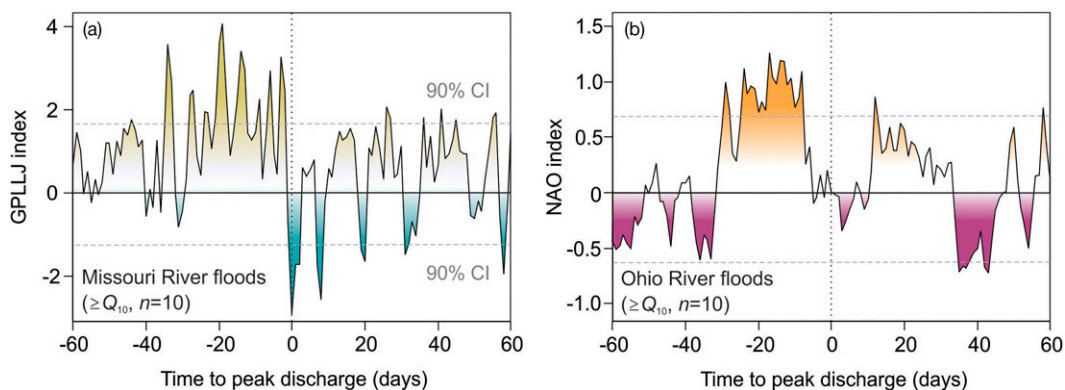 (a)
4
2
0
-2
GPLLJ index
90% CI
90% CI
Missouri River floods
(≥Q10, n=10)
-60
-40
-20
0
20
40
60
Time to peak discharge (days)
(b)
1.5
1.0
0.5
0
-0.5
-1.0
NAO index
Ohio River floods
(≥Q10, n=10)
-60
-40
-20
0
20
40
60
Time to peak discharge (days)